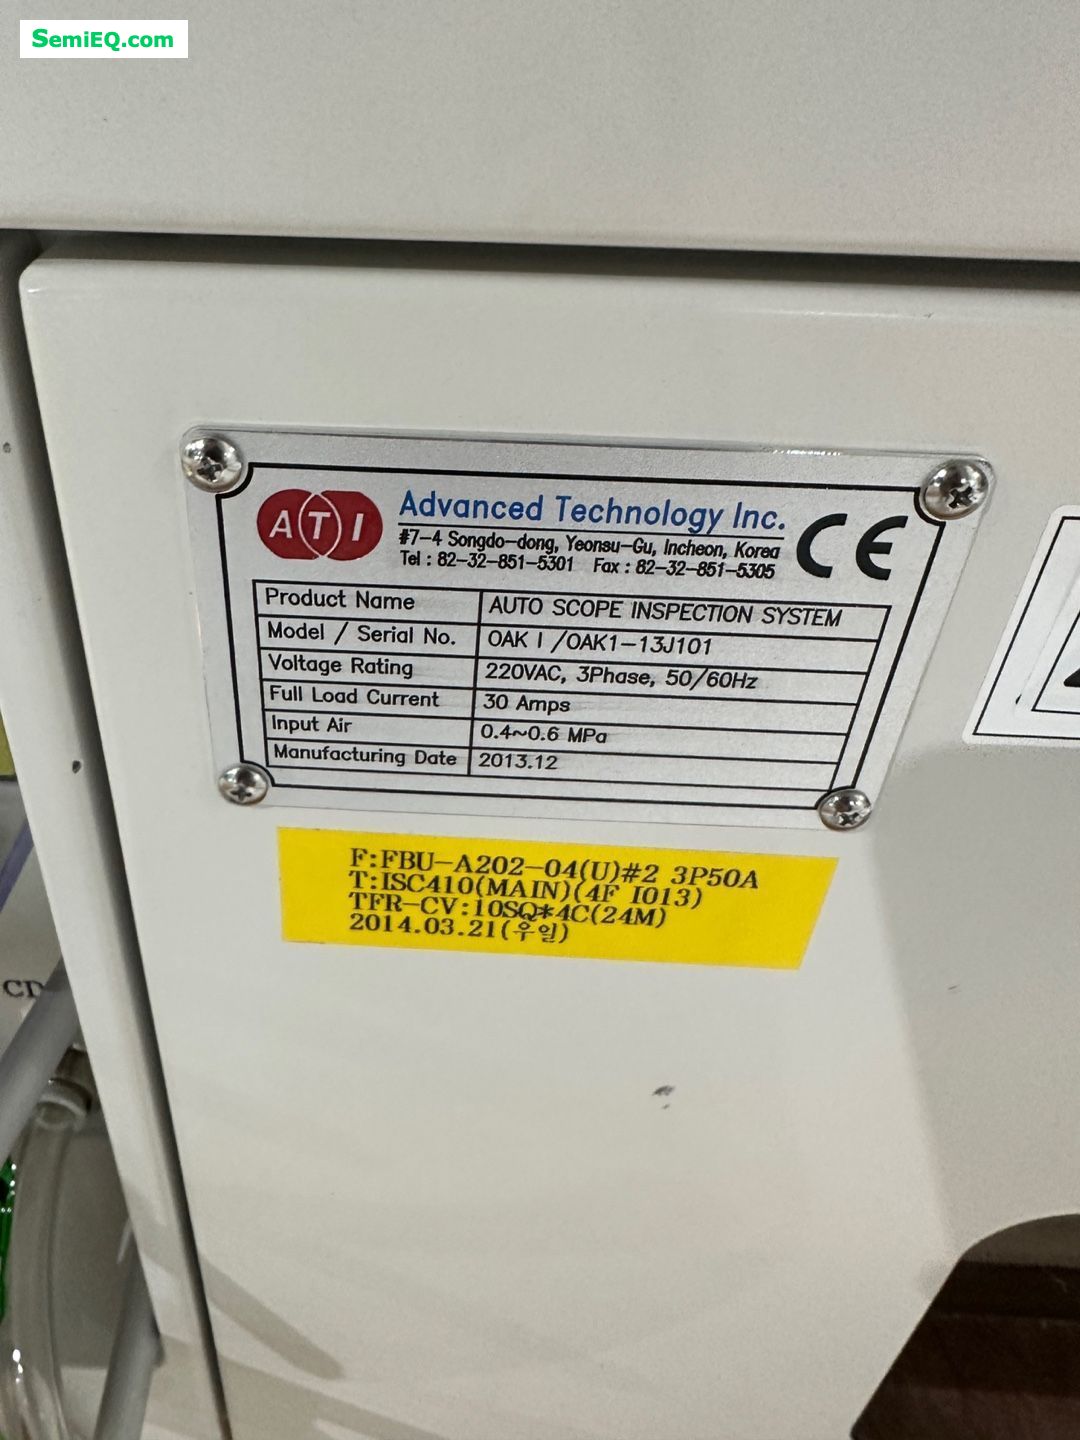 SemiEQ.com
ATI
Advanced Technology Inc.
#7-4 Songdo-dong, Yeonsu-Gu, Incheon, Korea
Tel : 82-32-851-5301 Fax : 82-32-851-5305
CE
Product Name AUTO SCOPE INSPECTION SYSTEM
Model / Serial No. OAK I /OAK1-13J101
Voltage Rating 220VAC, 3Phase, 50/60Hz
Full Load Current 30 Amps
Input Air 0.4~0.6 MPa
Manufacturing Date 2013.12
F:FBU-A202-04(U)#2 3P50A
T:ISC410(MAIN)(4F I013)
TFR-CV:10SQ*4C(24M)
2014.03.21(우일)
CD